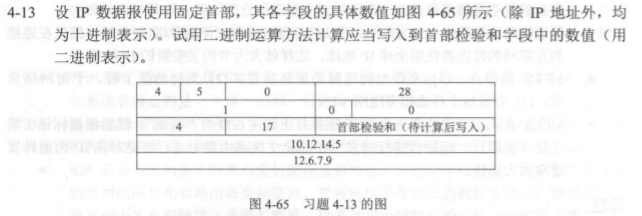 4-13 设 IP 数据报使用固定首部，其各字段的具体数值如图 4-65 所示（除 IP 地址外，均
为十进制表示）。试用二进制运算方法计算应当写入到首部检验和字段中的数值（用
二进制表示）。
4 5 0 28
1 0 0
4 17 首部检验和（待计算后写入）
10.12.14.5
12.6.7.9
图 4-65 习题 4-13 的图